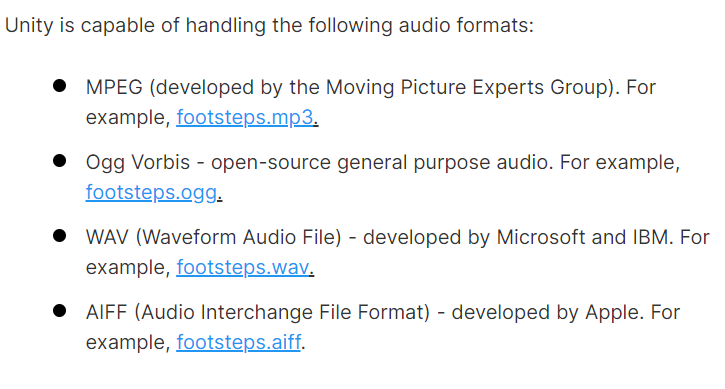 Unity is capable of handling the following audio formats:
● MPEG (developed by the Moving Picture Experts Group). For
example, footsteps.mp3.
● Ogg Vorbis - open-source general purpose audio. For example,
footsteps.ogg.
● WAV (Waveform Audio File) - developed by Microsoft and IBM. For
example, footsteps.wav.
● AIFF (Audio Interchange File Format) - developed by Apple. For
example, footsteps.aiff.